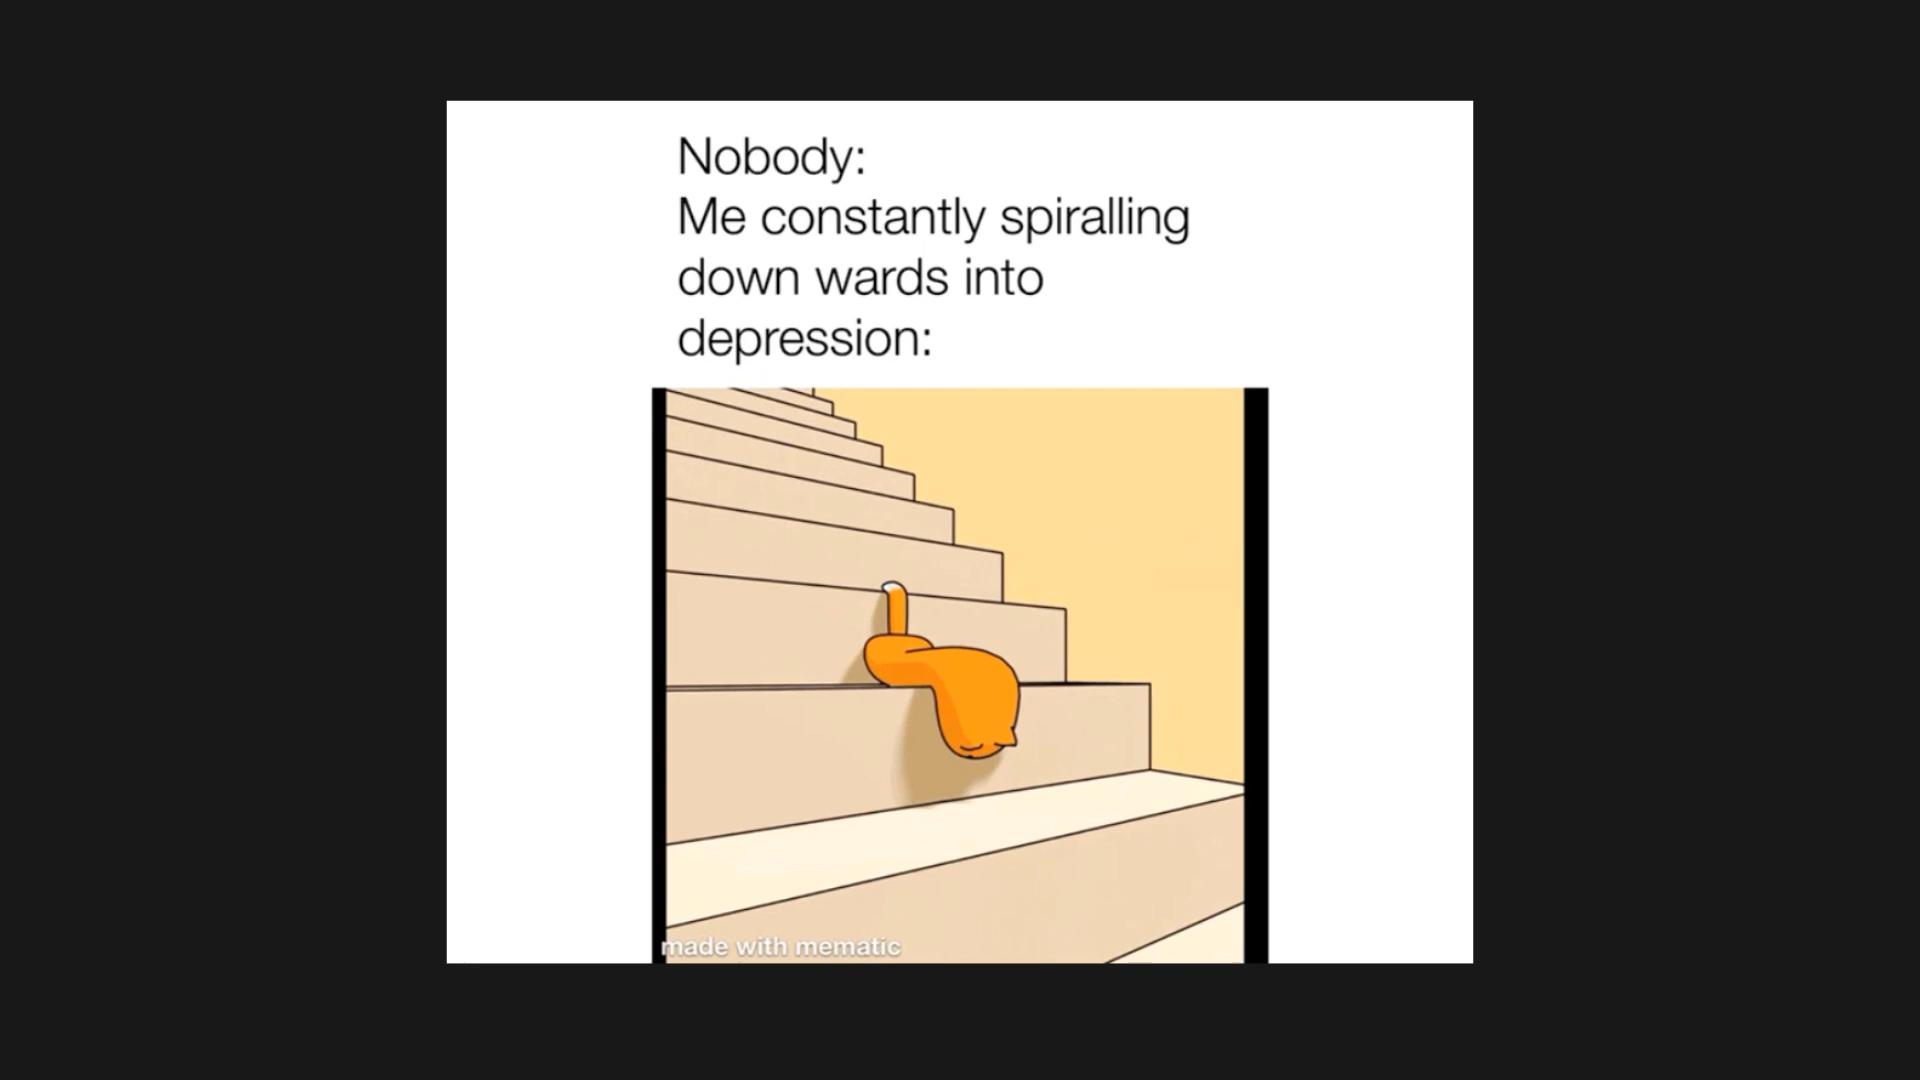 Nobody:
Me constantly spiralling
down wards into
depression:
made with mematic